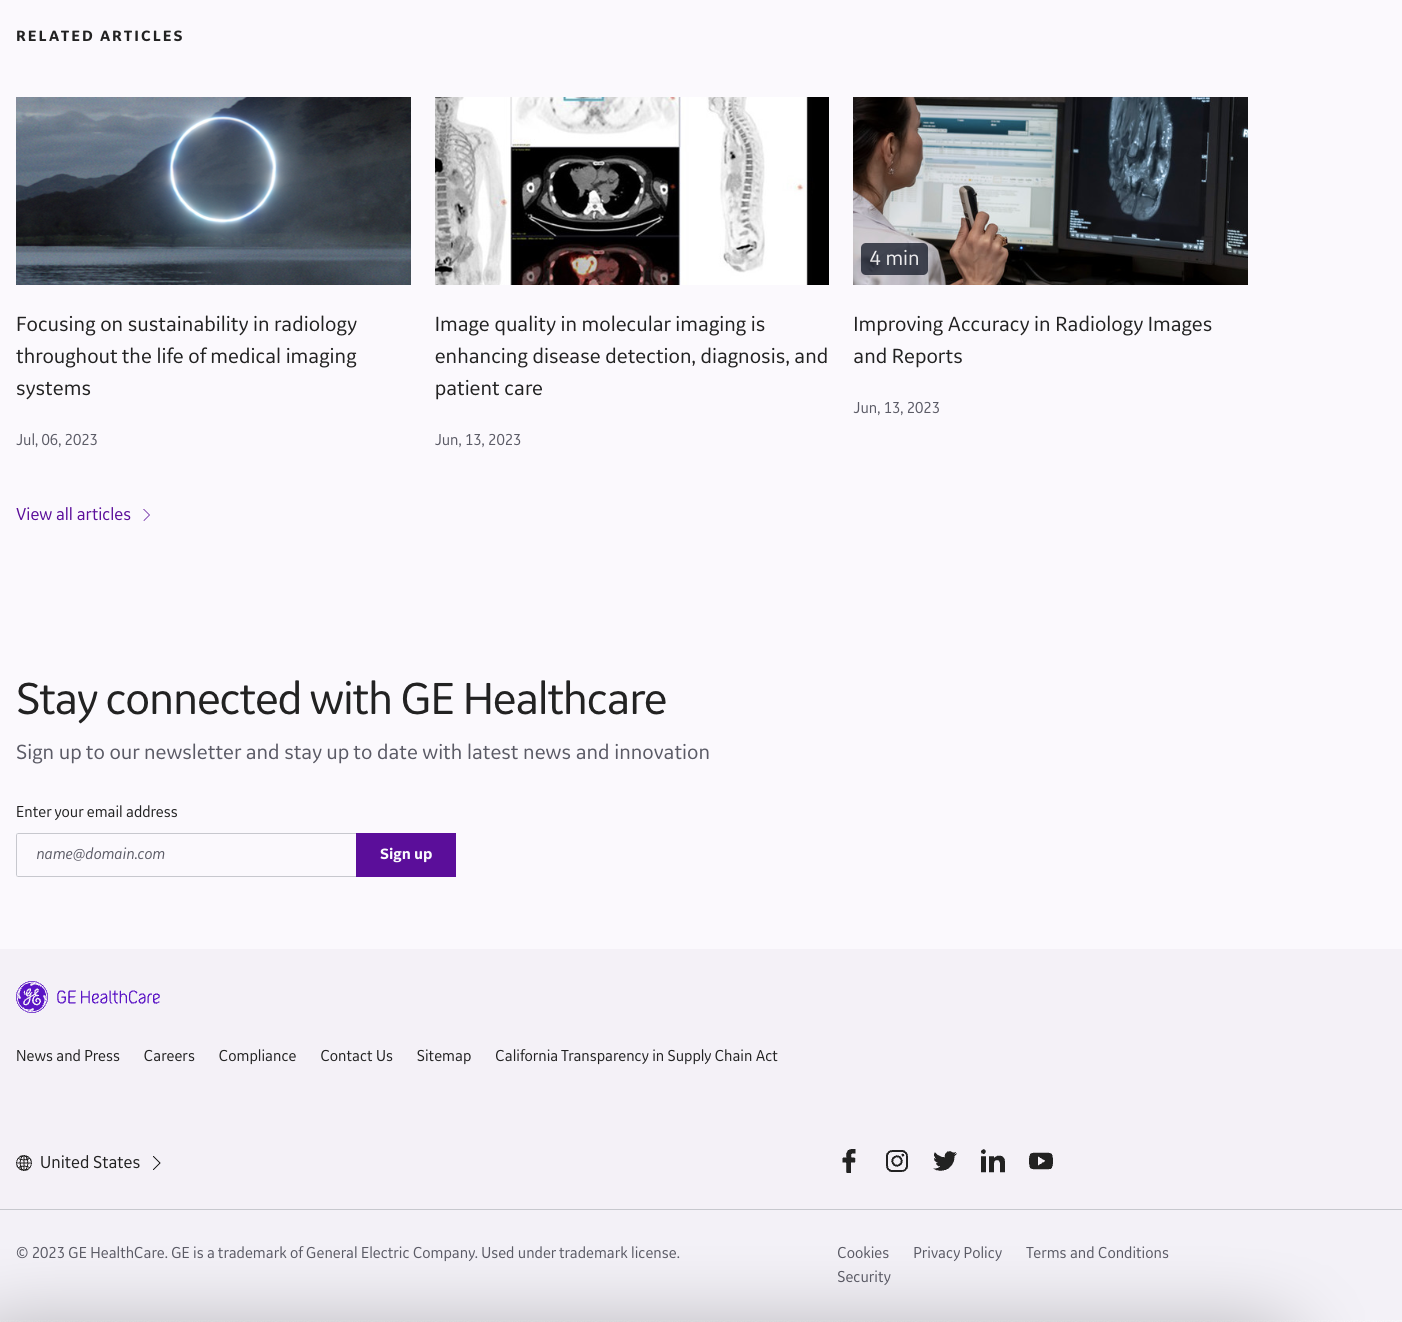 RELATED ARTICLES
4 min
Focusing on sustainability in radiology
throughout the life of medical imaging
systems
Jul, 06, 2023
Image quality in molecular imaging is
enhancing disease detection, diagnosis, and
patient care
Jun, 13, 2023
Improving Accuracy in Radiology Images
and Reports
Jun, 13, 2023
View all articles
Stay connected with GE Healthcare
Sign up to our newsletter and stay up to date with latest news and innovation
Enter your email address
name@domain.com
Sign up
GE HealthCare
News and Press Careers Compliance Contact Us Sitemap California Transparency in Supply Chain Act
United States
© 2023 GE HealthCare. GE is a trademark of General Electric Company. Used under trademark license.
Cookies Privacy Policy Terms and Conditions
Security